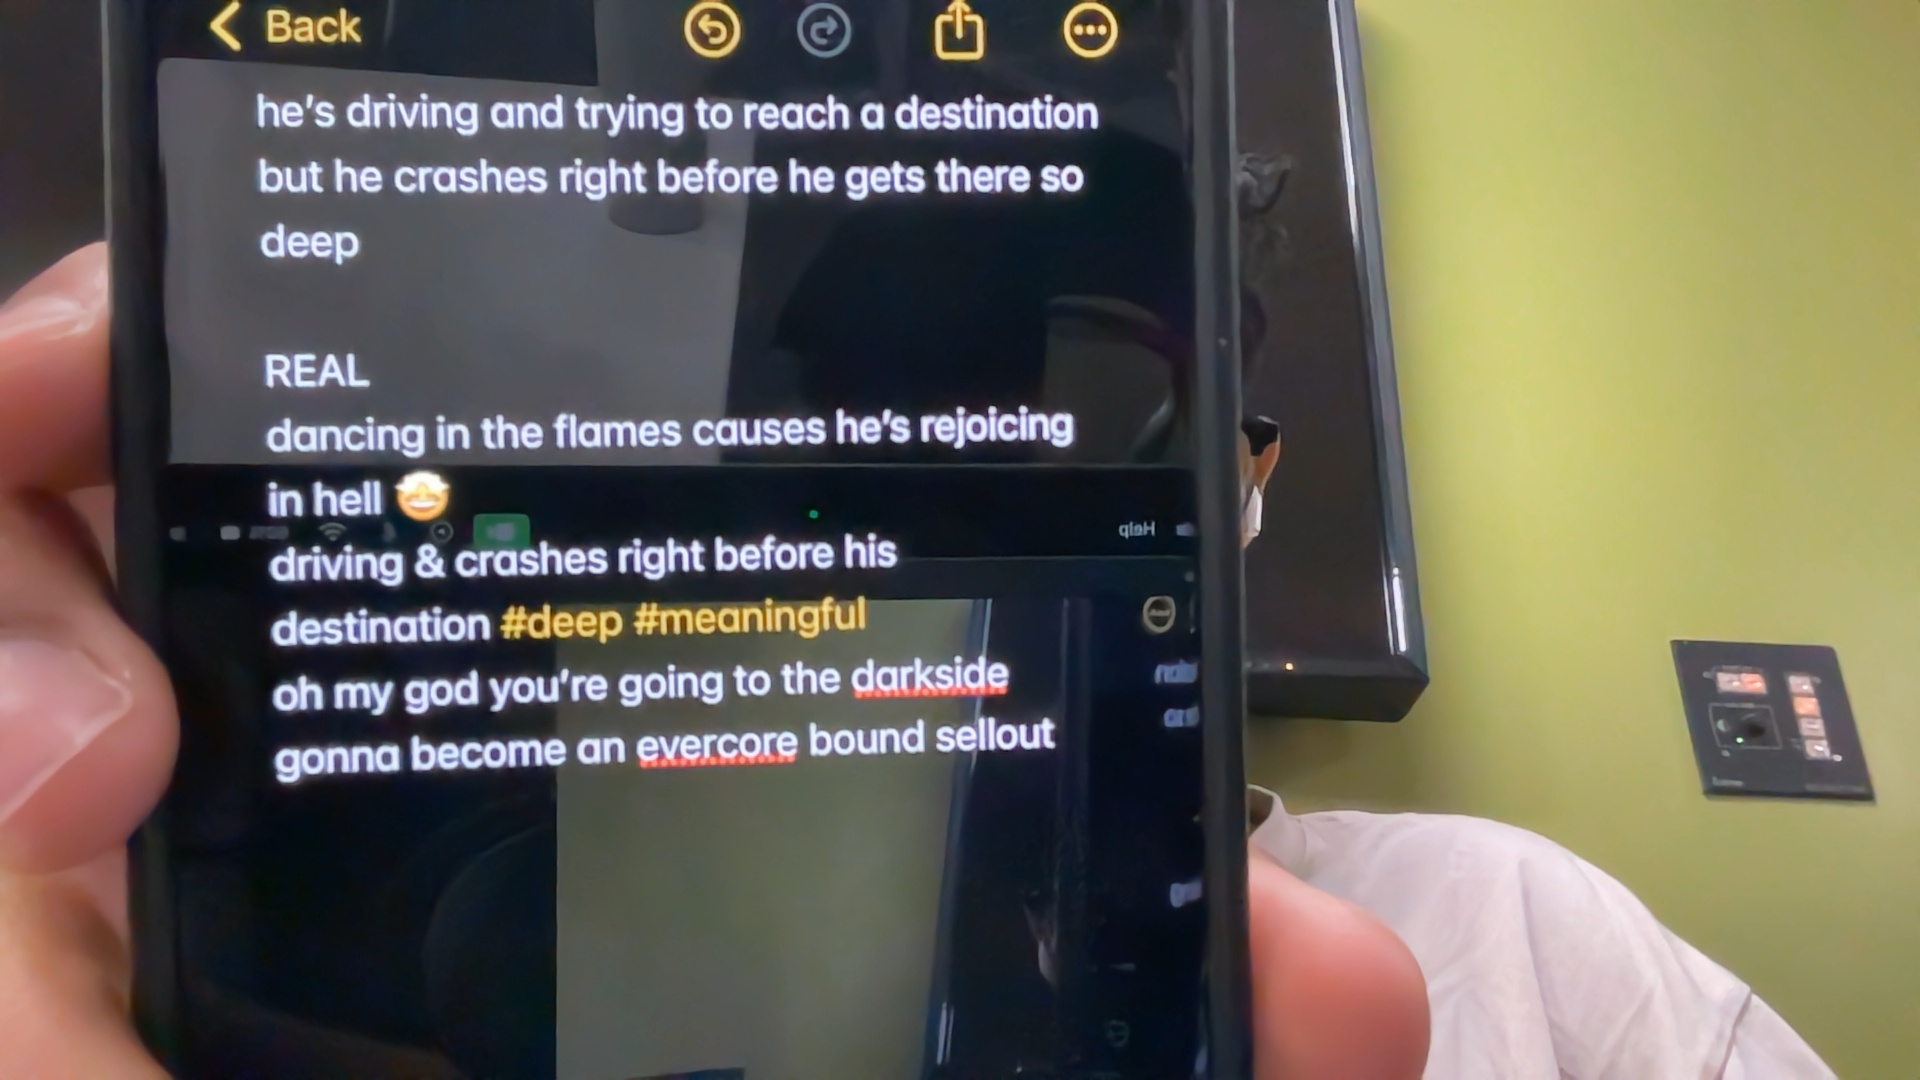 Back
he's driving and trying to reach a destination
but he crashes right before he gets there so
deep
REAL
dancing in the flames causes he's rejoicing
in hell 🤩
driving & crashes right before his
destination #deep #meaningful
oh my god you're going to the darkside
gonna become an evercore bound sellout
Help